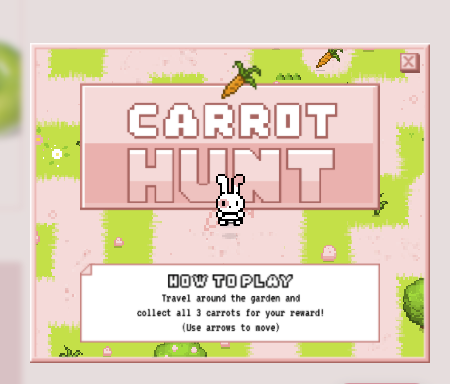 CARROT
HUNT
HOW TO PLAY
Travel around the garden and
collect all 3 carrots for your reward!
(Use arrows to move)